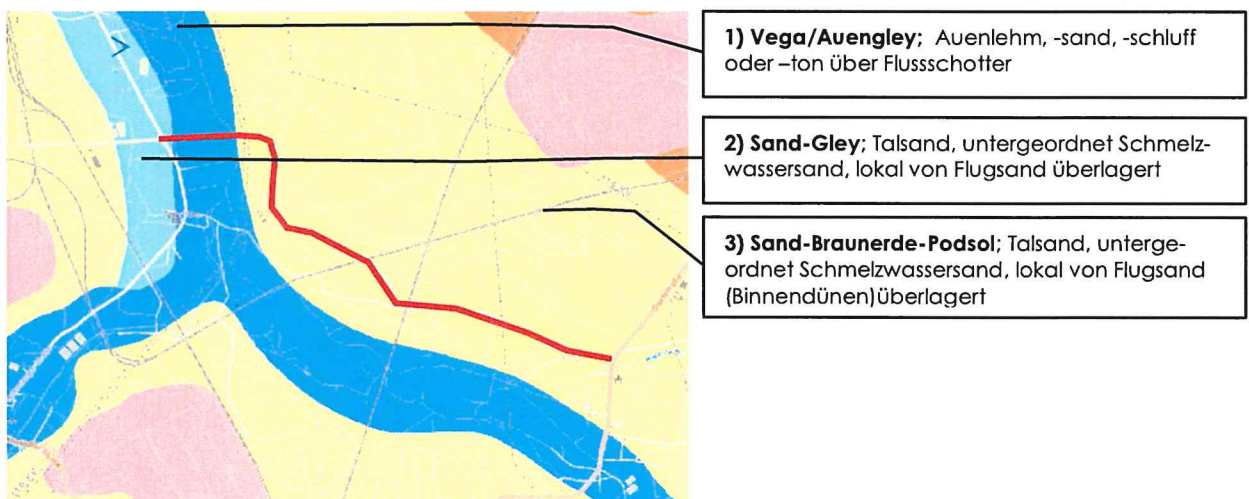 1) Vega/Auengley; Auenlehm, -sand, -schluff
oder –ton über Flussschotter
2) Sand-Gley; Talsand, untergeordnet Schmelz-
wassersand, lokal von Flugsand überlagert
3) Sand-Braunerde-Podsol; Talsand, unterge-
ordnet Schmelzwassersand, lokal von Flugsand
(Binnendünen)überlagert